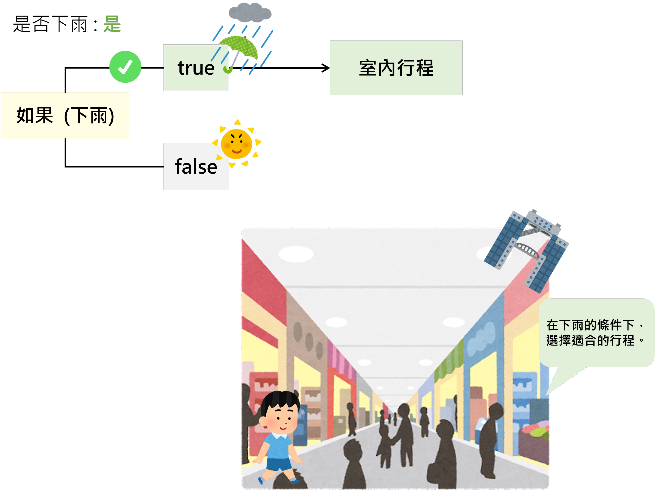 是否下雨 : 是
true
室內行程
如果 (下雨)
false
在下雨的條件下、
選擇適合的行程。